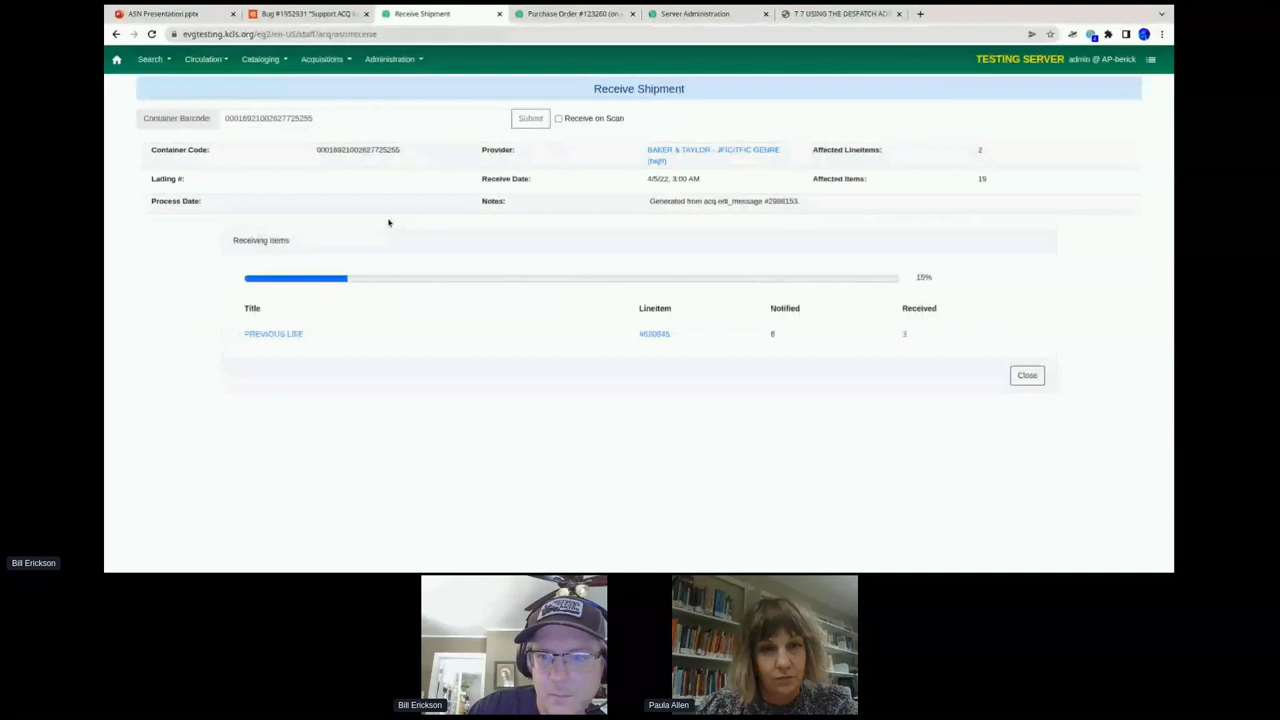 ASN Presentation.pptx
Bug #1952931 "Support ACQ A
Receive Shipment
Purchase Order #123260 (on
Server Administration
7.7 USING THE DESPATCH AD
evgtesting.kcls.org/eg2/en-US/staff/acq/asn/receive
Search Circulation Cataloging Acquisitions Administration TESTING SERVER admin @ AP-berick
Receive Shipment
Container Barcode: 00016921002627725255 Submit Receive on Scan
Container Code: 00016921002627725255 Provider: BAKER & TAYLOR - JFIC/TFIC GENRE Affected Lineitems: 2
Lading #: Receive Date: 4/5/22, 3:00 AM Affected Items: 19
Process Date: Notes: Generated from acq.edi_message #2988153.
Receiving Items
15%
Title Lineitem Notified Received
PREVIOUS LIFE #620845 6 3
Close
Bill Erickson
Bill Erickson
Paula Allen